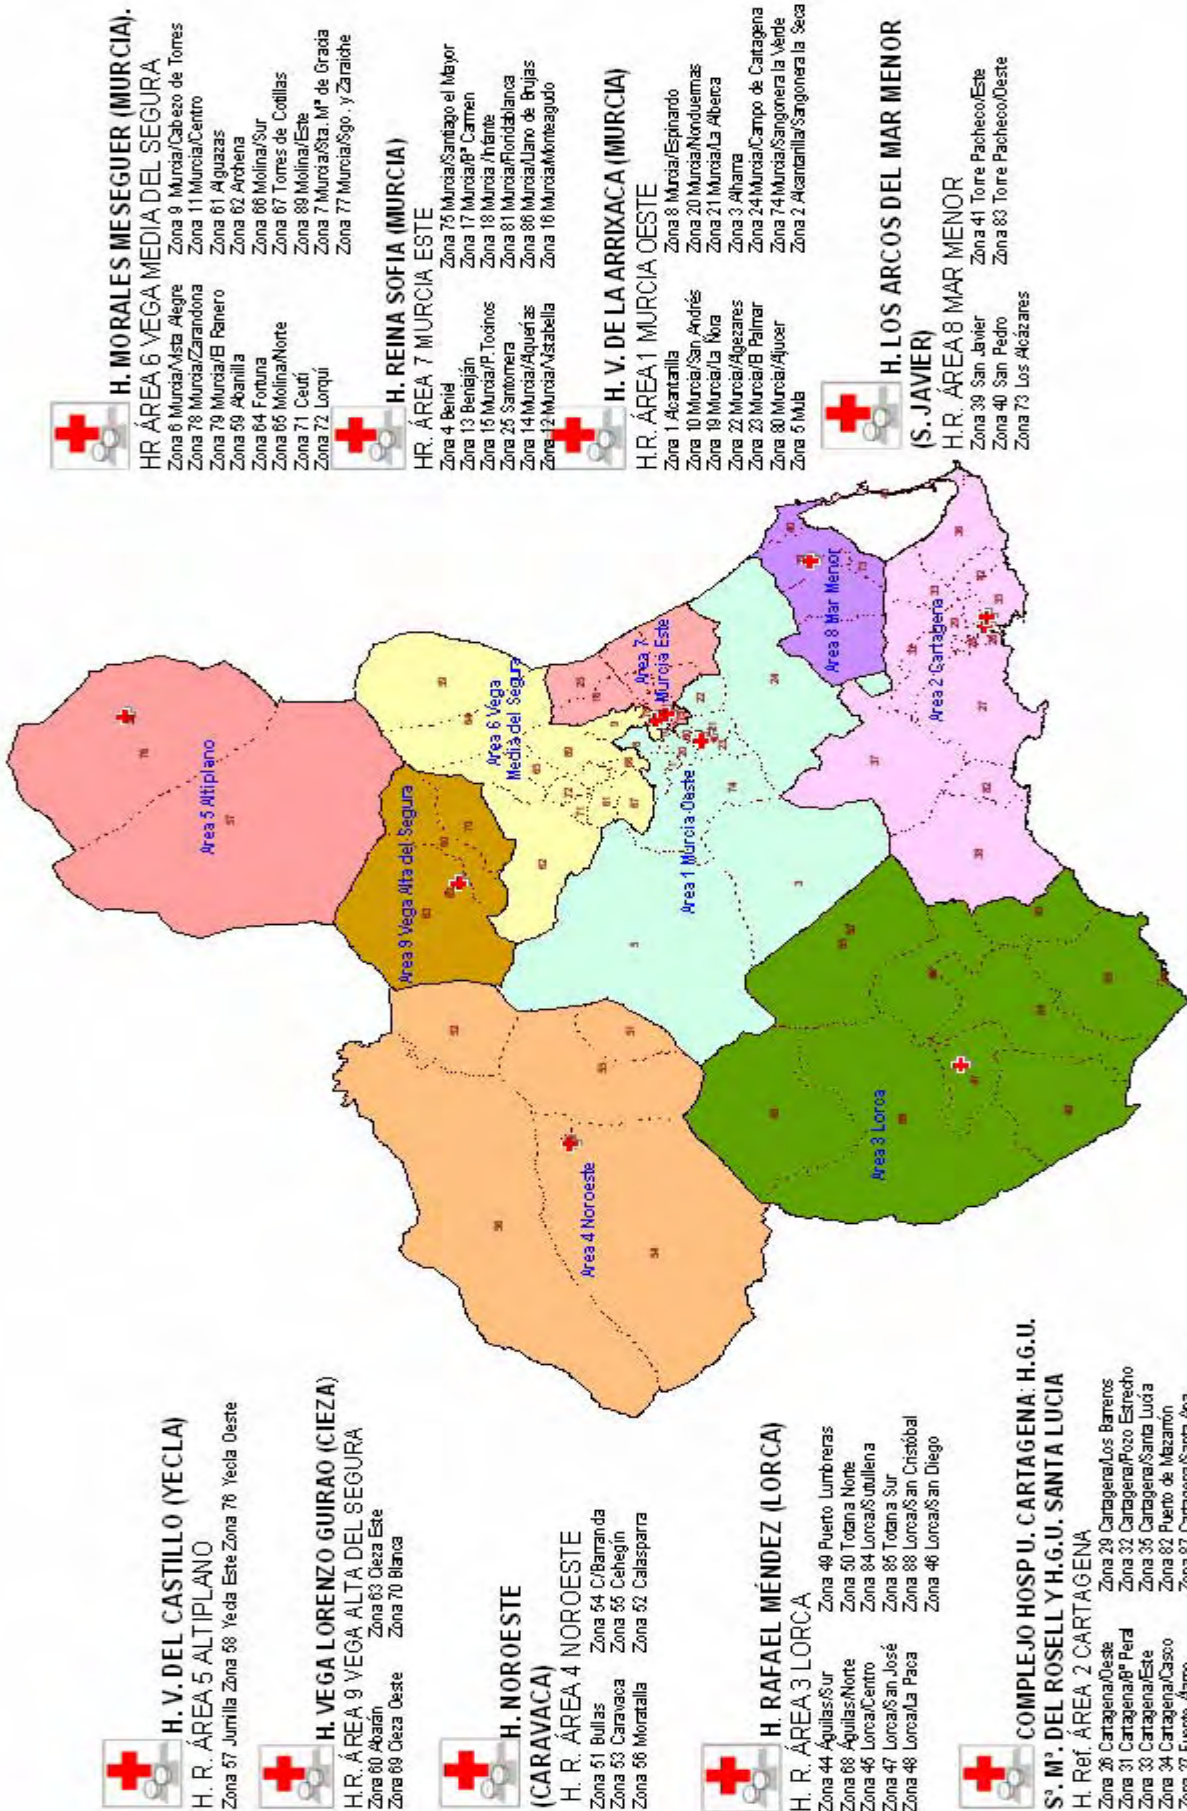 H. V. DEL CASTILLO (YECLA)
H. R. ÁREA 5 ALTIPLANO
Zona 57 Jumilla Zona 58 Yecla Este Zona 76 Yecla Oeste
H. VEGA LORENZO GUIRAO (CIEZA)
H.R. ÁREA 9 VEGA ALTA DEL SEGURA
Zona 60 Abarán Zona 63 Cieza Este
Zona 69 Cieza Oeste Zona 70 Blanca
H. NOROESTE
(CARAVACA)
H. R. ÁREA 4 NOROESTE
Zona 51 Bullas Zona 54 C/Barranda
Zona 53 Caravaca Zona 55 Cehegín
Zona 56 Moratalla Zona 52 Calasparra
H. RAFAEL MÉNDEZ (LORCA)
H. R. ÁREA 3 LORCA
Zona 44 Águilas/Sur Zona 49 Puerto Lumbreras
Zona 68 Águilas/Norte Zona 50 Totana Norte
Zona 45 Lorca/Centro Zona 84 Lorca/Sutullena
Zona 47 Lorca/San José Zona 85 Totana Sur
Zona 48 Lorca/La Paca Zona 88 Lorca/San Cristóbal
Zona 46 Lorca/San Diego
COMPLEJO HOSP U. CARTAGENA: H.G.U.
Sª. Mª. DEL ROSELL Y H.G.U. SANTA LUCIA
H. Ref. ÁREA 2 CARTAGENA
Zona 26 Cartagena/Oeste Zona 29 Cartagena/Los Barreros
Zona 31 Cartagena/Bº Peral Zona 32 Cartagena/Pozo Estrecho
Zona 33 Cartagena/Este Zona 35 Cartagena/Santa Lucía
Zona 34 Cartagena/Casco Zona 82 Puerto de Mazarrón
Zona 27 Fuente Álamo Zona 87 Cartagena/Santa Ana
Area 5 Altiplano
Area 9 Vega Alta del Segura
Area 6 Vega
Media del Segura
Area 4 Noroeste
Area 7
Murcia Este
Area 1 Murcia-Oeste
Area 8 Mar Menor
Area 3 Lorca
Area 2 Cartagena
H. MORALES MESEGUER (MURCIA).
HR ÁREA 6 VEGA MEDIA DEL SEGURA
Zona 6 Murcia/Vista Alegre Zona 9 Murcia/Cabezo de Torres
Zona 78 Murcia/Zarandona Zona 11 Murcia/Centro
Zona 79 Murcia/El Ranero Zona 61 Alguazas
Zona 59 Abanilla Zona 62 Archena
Zona 64 Fortuna Zona 66 Molina/Sur
Zona 65 Molina/Norte Zona 67 Torres de Cotillas
Zona 71 Ceutí Zona 89 Molina/Este
Zona 72 Lorquí Zona 7 Murcia/Sta. Mª de Gracia
Zona 77 Murcia/Sgo. y Zaraiche
H. REINA SOFIA (MURCIA)
HR. ÁREA 7 MURCIA ESTE
Zona 4 Beniel Zona 75 Murcia/Santiago el Mayor
Zona 13 Beniaján Zona 17 Murcia/Bº Carmen
Zona 15 Murcia/P.Tocinos Zona 18 Murcia /Infante
Zona 25 Santomera Zona 81 Murcia/Floridablanca
Zona 14 Murcia/Alquerías Zona 86 Murcia/Llano de Brujas
Zona 12 Murcia/Vistabella Zona 16 Murcia/Monteagudo
H. V. DE LA ARRIXACA (MURCIA)
H.R. ÁREA 1 MURCIA OESTE
Zona 1 Alcantarilla Zona 8 Murcia/Espinardo
Zona 10 Murcia/San Andrés Zona 20 Murcia/Nonduermas
Zona 19 Murcia/La Ñora Zona 21 Murcia/La Alberca
Zona 22 Murcia/Algezares Zona 3 Alhama
Zona 23 Murcia/El Palmar Zona 24 Murcia/Campo de Cartagena
Zona 80 Murcia/Aljucer Zona 74 Murcia/Sangonera la Verde
Zona 5 Mula Zona 2 Alcantarilla/Sangonera la Seca
H. LOS ARCOS DEL MAR MENOR
(S. JAVIER)
H.R. ÁREA 8 MAR MENOR
Zona 39 San Javier Zona 41 Torre Pacheco/Este
Zona 40 San Pedro Zona 83 Torre Pacheco/Oeste
Zona 73 Los Alcázares